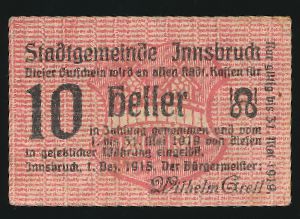 Stadtgemeinde Innsbruck
Dieser Gutschein wird an allen städt. Kassen für
10 Heller
in Zahlung genommen und vom
1. bis 31. Mai 1919 von diesen
in gesetzlicher Währung eingelöst.
Innsbruck, 1. Dez. 1918. Der Bürgermeister:
Wilhelm Greil
Nur gültig bis 31. Mai 1919